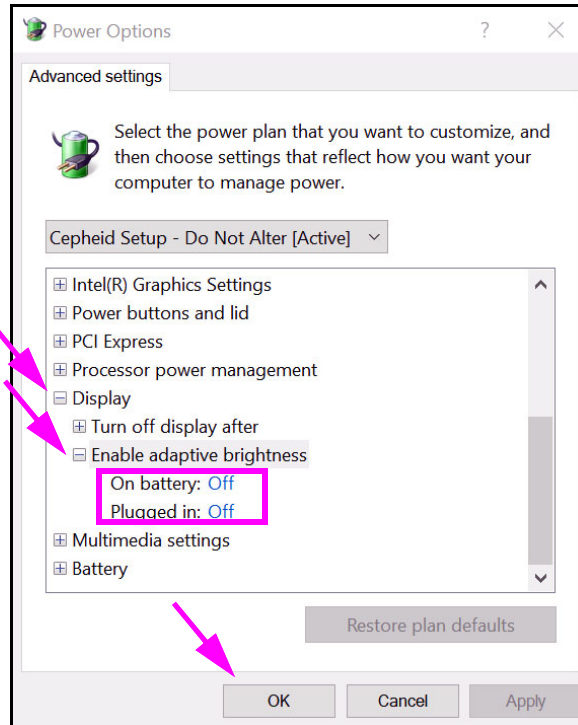 Power Options
Advanced settings
Select the power plan that you want to customize, and
then choose settings that reflect how you want your
computer to manage power.
Cepheid Setup - Do Not Alter [Active]
Intel(R) Graphics Settings
Power buttons and lid
PCI Express
Processor power management
Display
Turn off display after
Enable adaptive brightness
On battery: Off
Plugged in: Off
Multimedia settings
Battery
Restore plan defaults
OK Cancel Apply